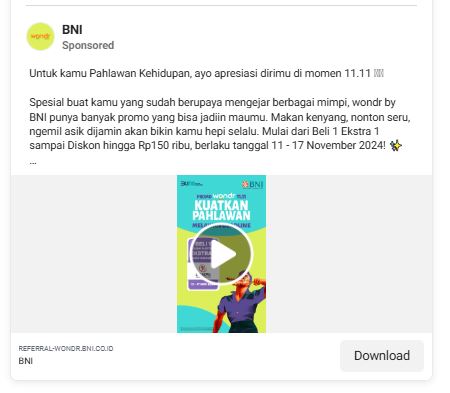 wondr
BNI
Sponsored
Untuk kamu Pahlawan Kehidupan, ayo apresiasi dirimu di momen 11.11
Spesial buat kamu yang sudah berupaya mengejar berbagai mimpi, wondr by
BNI punya banyak promo yang bisa jadiin maumu. Makan kenyang, nonton seru,
ngemil asik dijamin akan bikin kamu hepi selalu. Mulai dari Beli 1 Ekstra 1
sampai Diskon hingga Rp150 ribu, berlaku tanggal 11 - 17 November 2024! ✨
...
BNI
PROMO wondr 11.11
KUATKAN
PAHLAWAN
REFERRAL-WONDR.BNI.CO.ID
BNI
Download